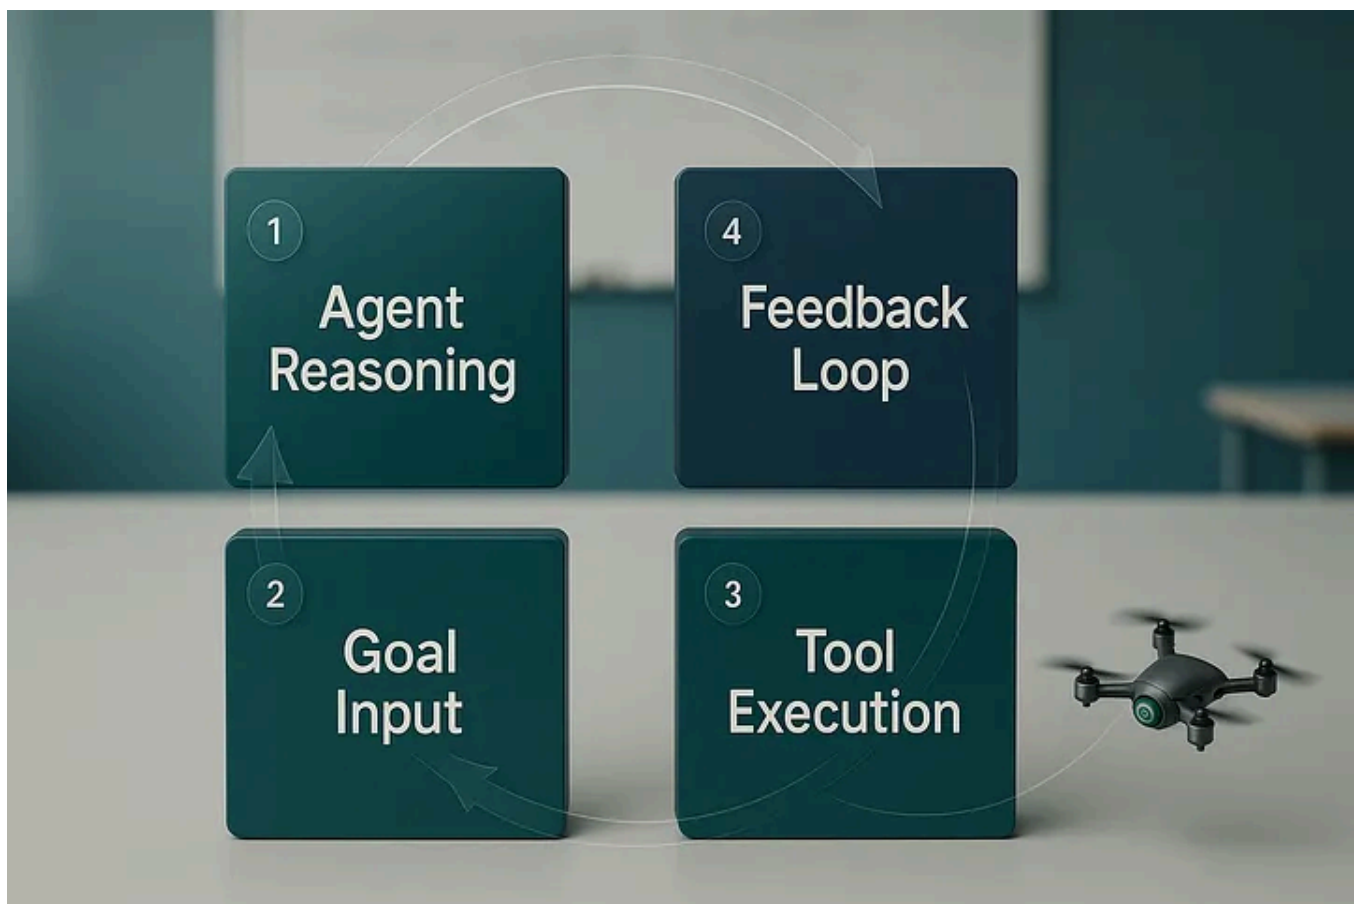 1
Agent
Reasoning
4
Feedback
Loop
2
Goal
Input
3
Tool
Execution